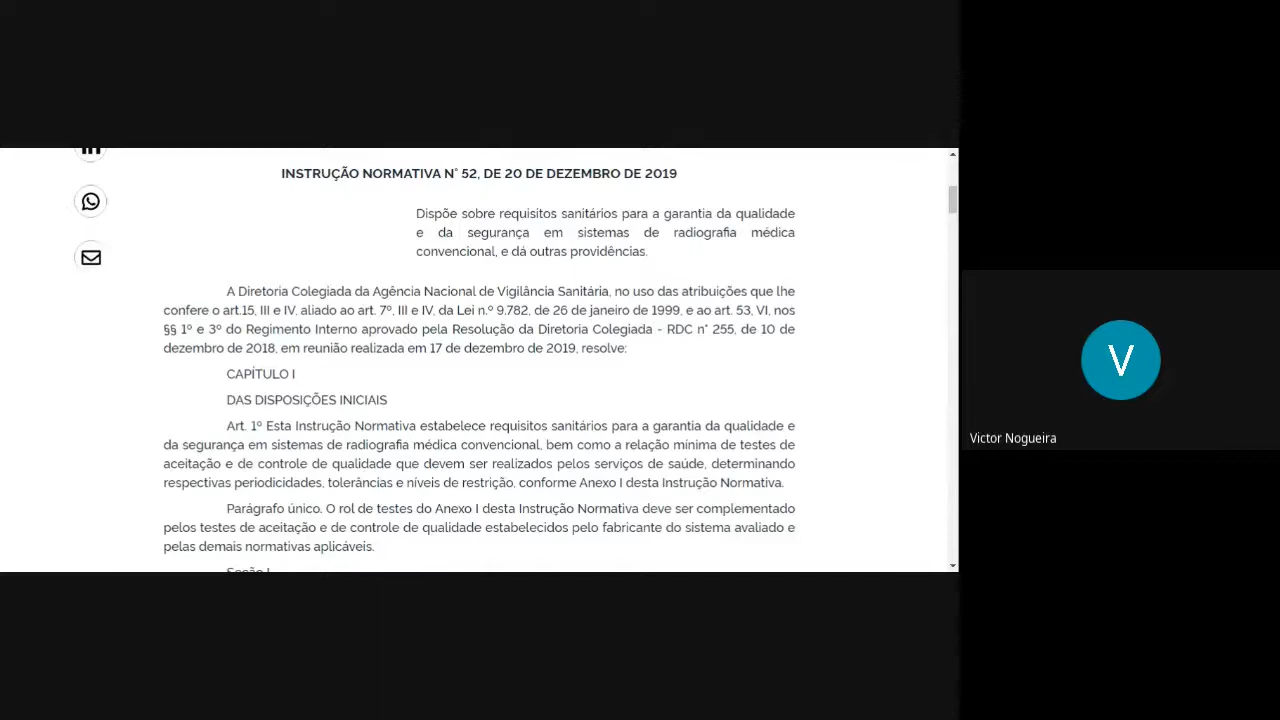 in
INSTRUÇÃO NORMATIVA N° 52, DE 20 DE DEZEMBRO DE 2019
Dispõe sobre requisitos sanitários para a garantia da qualidade
e da segurança em sistemas de radiografia médica
convencional, e dá outras providências.
A Diretoria Colegiada da Agência Nacional de Vigilância Sanitária, no uso das atribuições que lhe
confere o art.15, III e IV, aliado ao art. 7º, III e IV, da Lei n.º 9.782, de 26 de janeiro de 1999, e ao art. 53, VI, nos
§§ 1º e 3º do Regimento Interno aprovado pela Resolução da Diretoria Colegiada - RDC n° 255, de 10 de
dezembro de 2018, em reunião realizada em 17 de dezembro de 2019, resolve:
CAPÍTULO I
DAS DISPOSIÇÕES INICIAIS
Art. 1º Esta Instrução Normativa estabelece requisitos sanitários para a garantia da qualidade e
da segurança em sistemas de radiografia médica convencional, bem como a relação mínima de testes de
aceitação e de controle de qualidade que devem ser realizados pelos serviços de saúde, determinando
respectivas periodicidades, tolerâncias e níveis de restrição, conforme Anexo I desta Instrução Normativa.
Parágrafo único. O rol de testes do Anexo I desta Instrução Normativa deve ser complementado
pelos testes de aceitação e de controle de qualidade estabelecidos pelo fabricante do sistema avaliado e
pelas demais normativas aplicáveis.
Seção I
V
Victor Nogueira